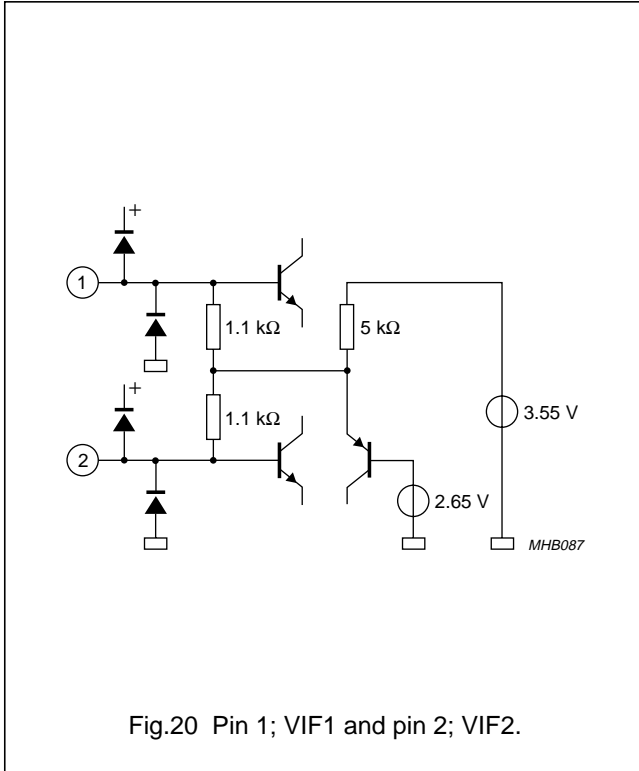 +
1
1.1 kΩ
5 kΩ
+
3.55 V
1.1 kΩ
2
2.65 V
MHB087
Fig.20 Pin 1; VIF1 and pin 2; VIF2.